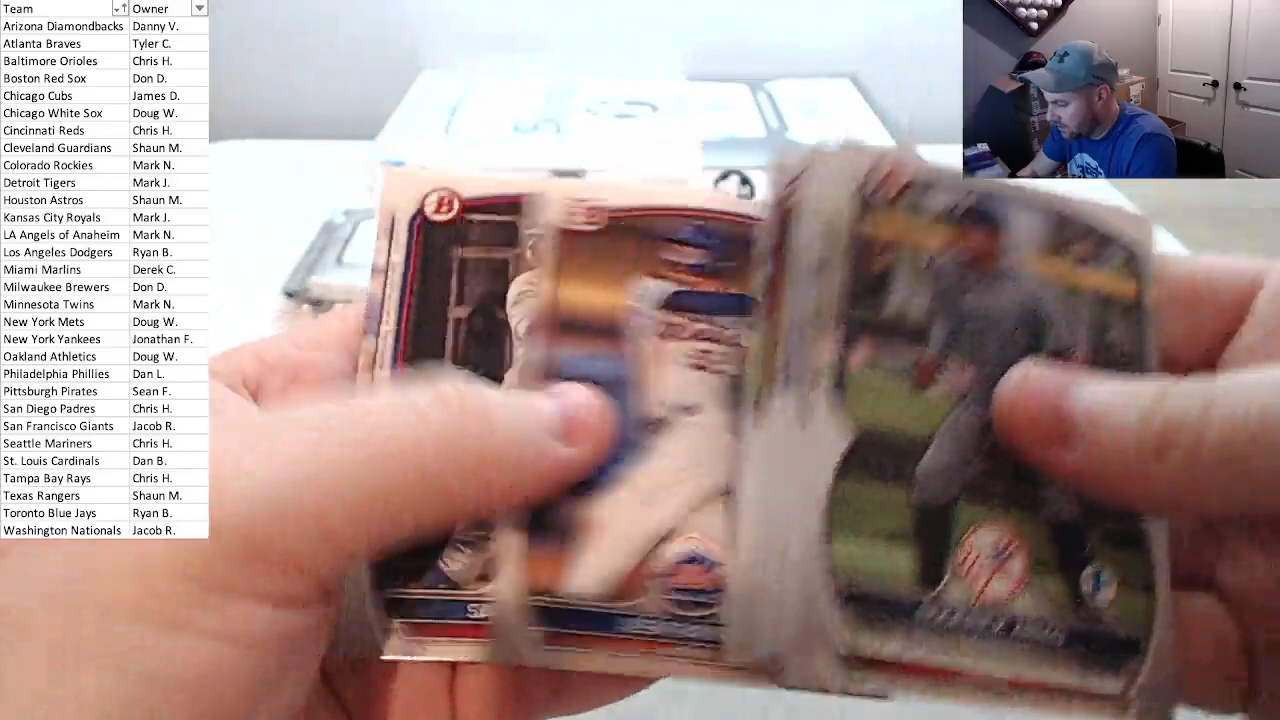 Team Owner
Arizona Diamondbacks Danny V.
Atlanta Braves Tyler C.
Baltimore Orioles Chris H.
Boston Red Sox Don D.
Chicago Cubs James D.
Chicago White Sox Doug W.
Cincinnati Reds Chris H.
Cleveland Guardians Shaun M.
Colorado Rockies Mark N.
Detroit Tigers Mark J.
Houston Astros Shaun M.
Kansas City Royals Mark J.
LA Angels of Anaheim Mark N.
Los Angeles Dodgers Ryan B.
Miami Marlins Derek C.
Milwaukee Brewers Don D.
Minnesota Twins Mark N.
New York Mets Doug W.
New York Yankees Jonathan F.
Oakland Athletics Doug W.
Philadelphia Phillies Dan L.
Pittsburgh Pirates Sean F.
San Diego Padres Chris H.
San Francisco Giants Jacob R.
Seattle Mariners Chris H.
St. Louis Cardinals Dan B.
Tampa Bay Rays Chris H.
Texas Rangers Shaun M.
Toronto Blue Jays Ryan B.
Washington Nationals Jacob R.
B